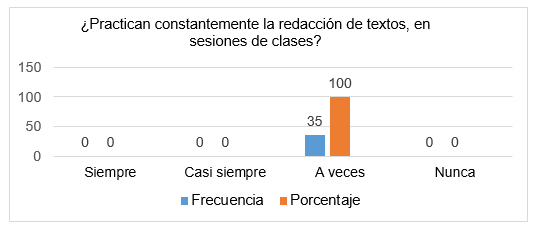 ¿Practican constantemente la redacción de textos, en
sesiones de clases?
150
100
50
0
0 0
0 0
35 100
0 0
Siempre Casi siempre A veces Nunca
Frecuencia Porcentaje